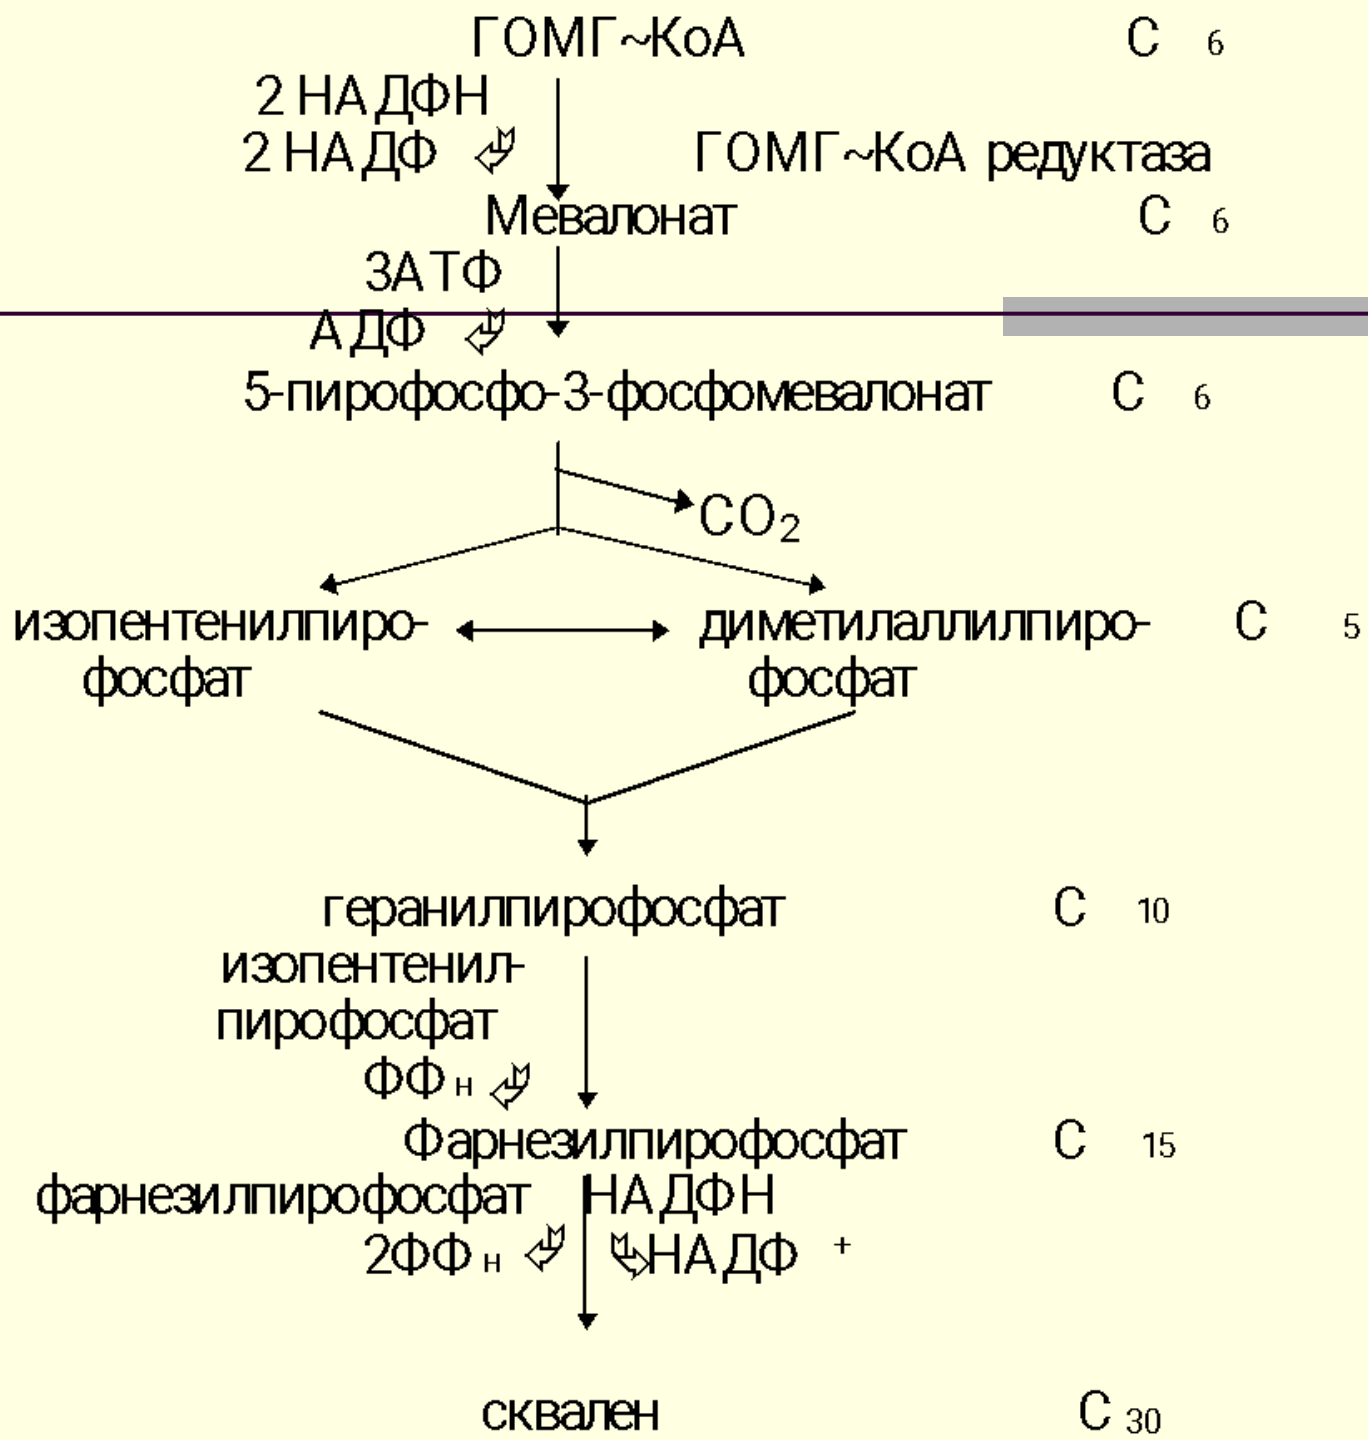 ГОМГ~КоА С 6
2 НАДФН
2 НАДФ ГОМГ~КоА редуктаза
Мевалонат С 6
3АТФ
АДФ
5-пирофосфо-3-фосфомевалонат С 6
CO2
изопентенилпиро- диметилаллилпиро- С 5
фосфат фосфат
геранилпирофосфат С 10
изопентенил-
пирофосфат
ФФн
Фарнезилпирофосфат С 15
фарнезилпирофосфат НАДФН
2ФФн НАДФ +
сквален С 30